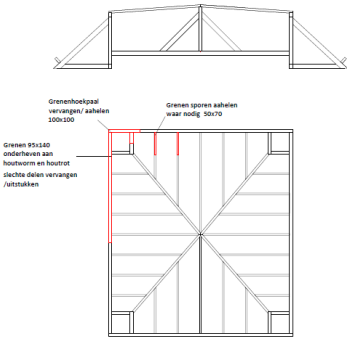 Grenenhoekpaal
vervangen/ aahelen
100x100
Grenen sporen aahelen
waar nodig  50x70
Grenen 95x140
onderheven aan
houtworm en houtrot
slechte delen vervangen
/uitstukken